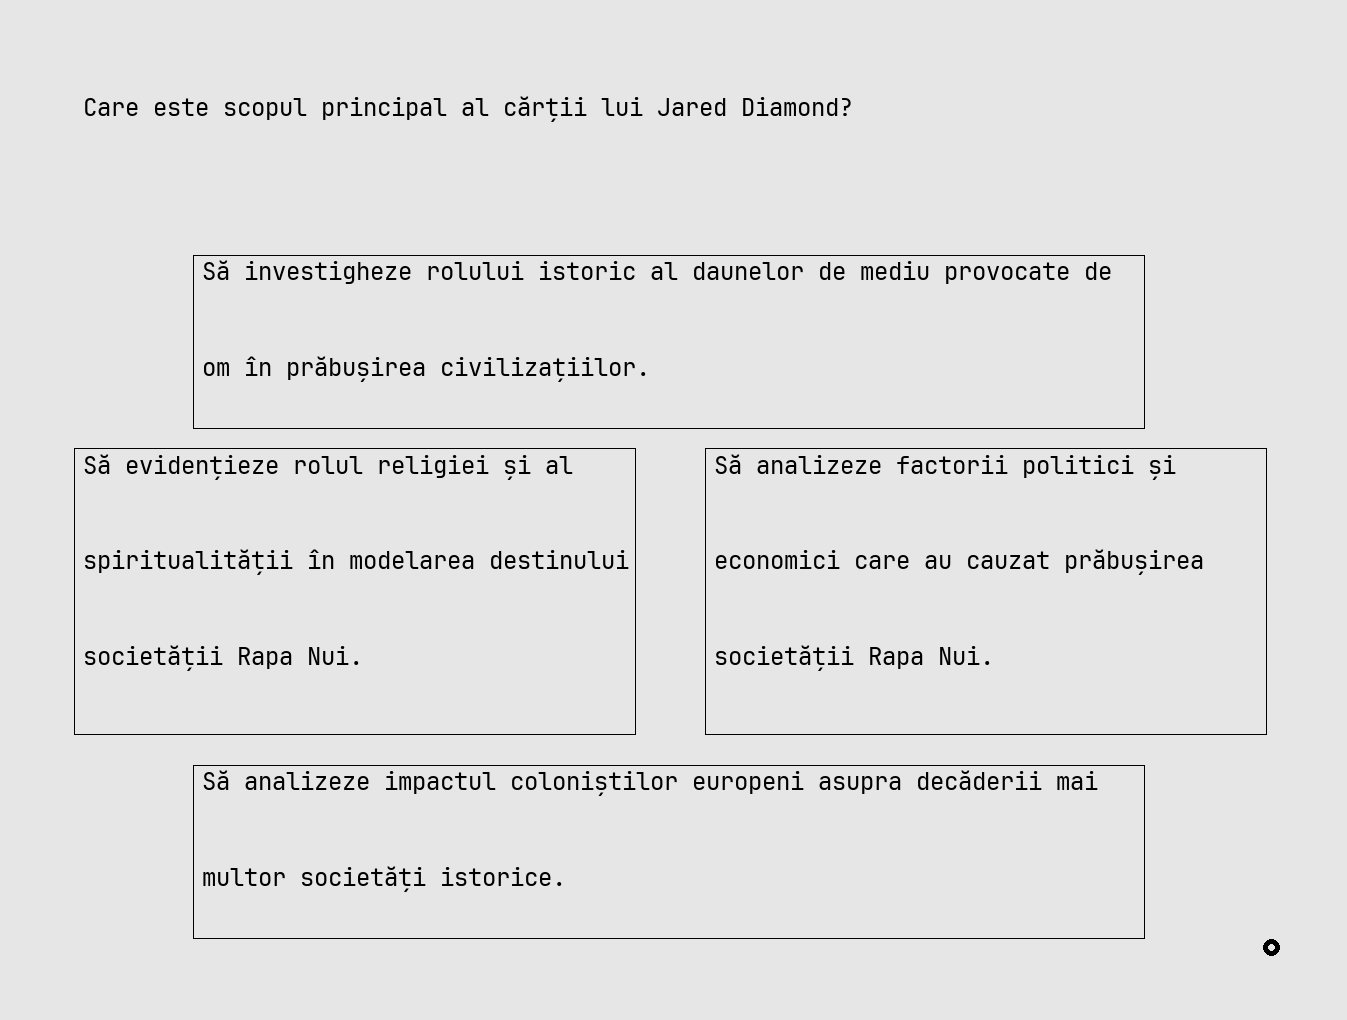 Care este scopul principal al cărții lui Jared Diamond?
Să investigheze rolului istoric al daunelor de mediu provocate de
om în prăbușirea civilizațiilor.
Să evidențieze rolul religiei și al
spiritualității în modelarea destinului
societății Rapa Nui.
Să analizeze factorii politici și
economici care au cauzat prăbușirea
societății Rapa Nui.
Să analizeze impactul coloniștilor europeni asupra decăderii mai
multor societăți istorice.